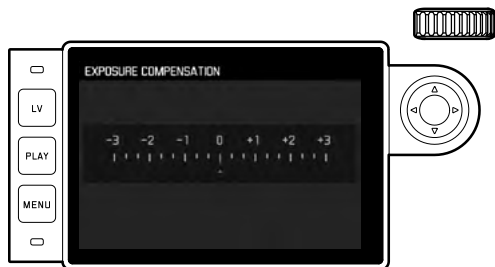 EXPOSURE COMPENSATION
LV
-3 -2 -1 0 +1 +2 +3
PLAY
MENU